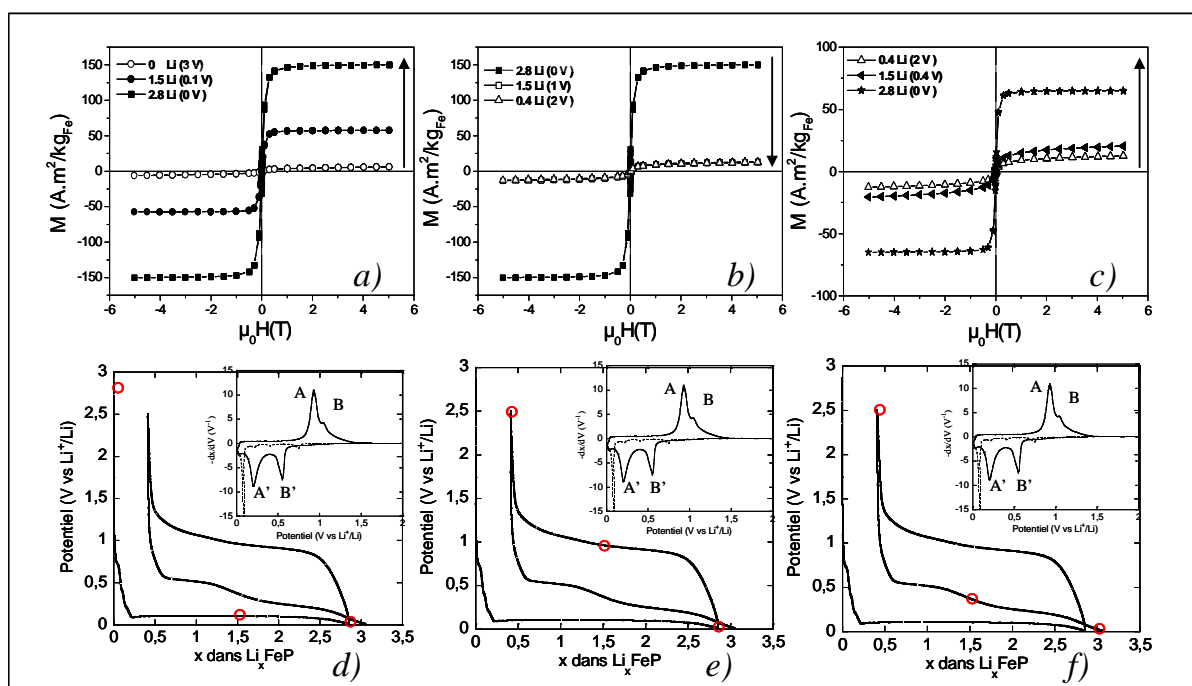 150
100
50
0
-50
-100
-150
-6 -4 -2 0 2 4 6
M (A.m²/kg_Fe)
μ₀H(T)
0 Li (3 V)
1.5 Li (0.1 V)
2.8 Li (0 V)
a)
150
100
50
0
-50
-100
-150
-6 -4 -2 0 2 4 6
M (A.m²/kg_Fe)
μ₀H(T)
2.8 Li (0 V)
1.5 Li (1 V)
0.4 Li (2 V)
b)
100
50
0
-50
-100
-6 -4 -2 0 2 4 6
M (A.m²/kg_Fe)
μ₀H(T)
0.4 Li (2 V)
1.5 Li (0.4 V)
2.8 Li (0 V)
c)
3
2,5
2
1,5
1
0,5
0
0 0,5 1 1,5 2 2,5 3 3,5
Potentiel (V vs Li⁺/Li)
x dans LiₓFeP
10
5
0
-5
-10
-15
0 0,5 1 1,5 2
-dx/dV (V⁻¹)
Potentiel (V vs Li⁺/Li)
A
B
A'
B'
d)
3
2,5
2
1,5
1
0,5
0
0 0,5 1 1,5 2 2,5 3 3,5
Potentiel (V vs Li⁺/Li)
x dans LiₓFeP
10
5
0
-5
-10
-15
0 0,5 1 1,5 2
-dx/dV (V⁻¹)
Potentiel (V vs Li⁺/Li)
A
B
A'
B'
e)
3
2,5
2
1,5
1
0,5
0
0 0,5 1 1,5 2 2,5 3 3,5
Potentiel (V vs Li⁺/Li)
x dans LiₓFeP
10
5
0
-5
-10
-15
0 0,5 1 1,5 2
-dx/dV (V⁻¹)
Potentiel (V vs Li⁺/Li)
A
B
A'
B'
f)